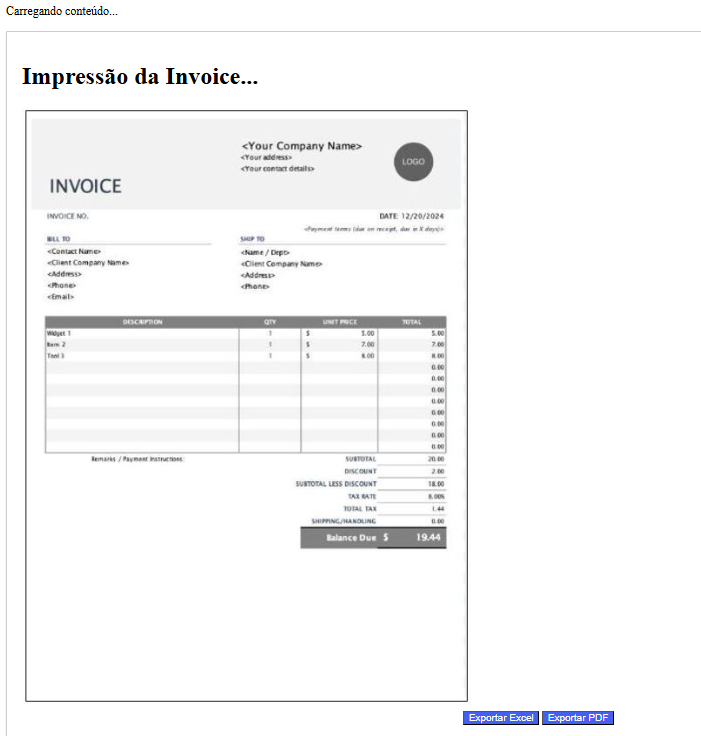 Carregando conteúdo...
Impressão da Invoice...
<Your Company Name>
<Your address>
<Your contact details>
LOGO
INVOICE
INVOICE NO.
DATE: 12/20/2024
<Payment terms (due on receipt, due in X days)>
BILL TO
SHIP TO
<Contact Name>
<Name / Dept>
<Client Company Name>
<Client Company Name>
<Address>
<Address>
<Phone>
<Phone>
<Email>
DESCRIPTION QTY UNIT PRICE TOTAL
Widget 1 1 $ 5.00 5.00
Item 2 1 $ 7.00 7.00
Tool 3 1 $ 8.00 8.00
0.00
0.00
0.00
0.00
0.00
0.00
0.00
0.00
Remarks / Payment Instructions: SUBTOTAL 20.00
DISCOUNT 2.00
SUBTOTAL LESS DISCOUNT 18.00
TAX RATE 8.00%
TOTAL TAX 1.44
SHIPPING/HANDLING 0.00
Balance Due $ 19.44
Exportar Excel Exportar PDF